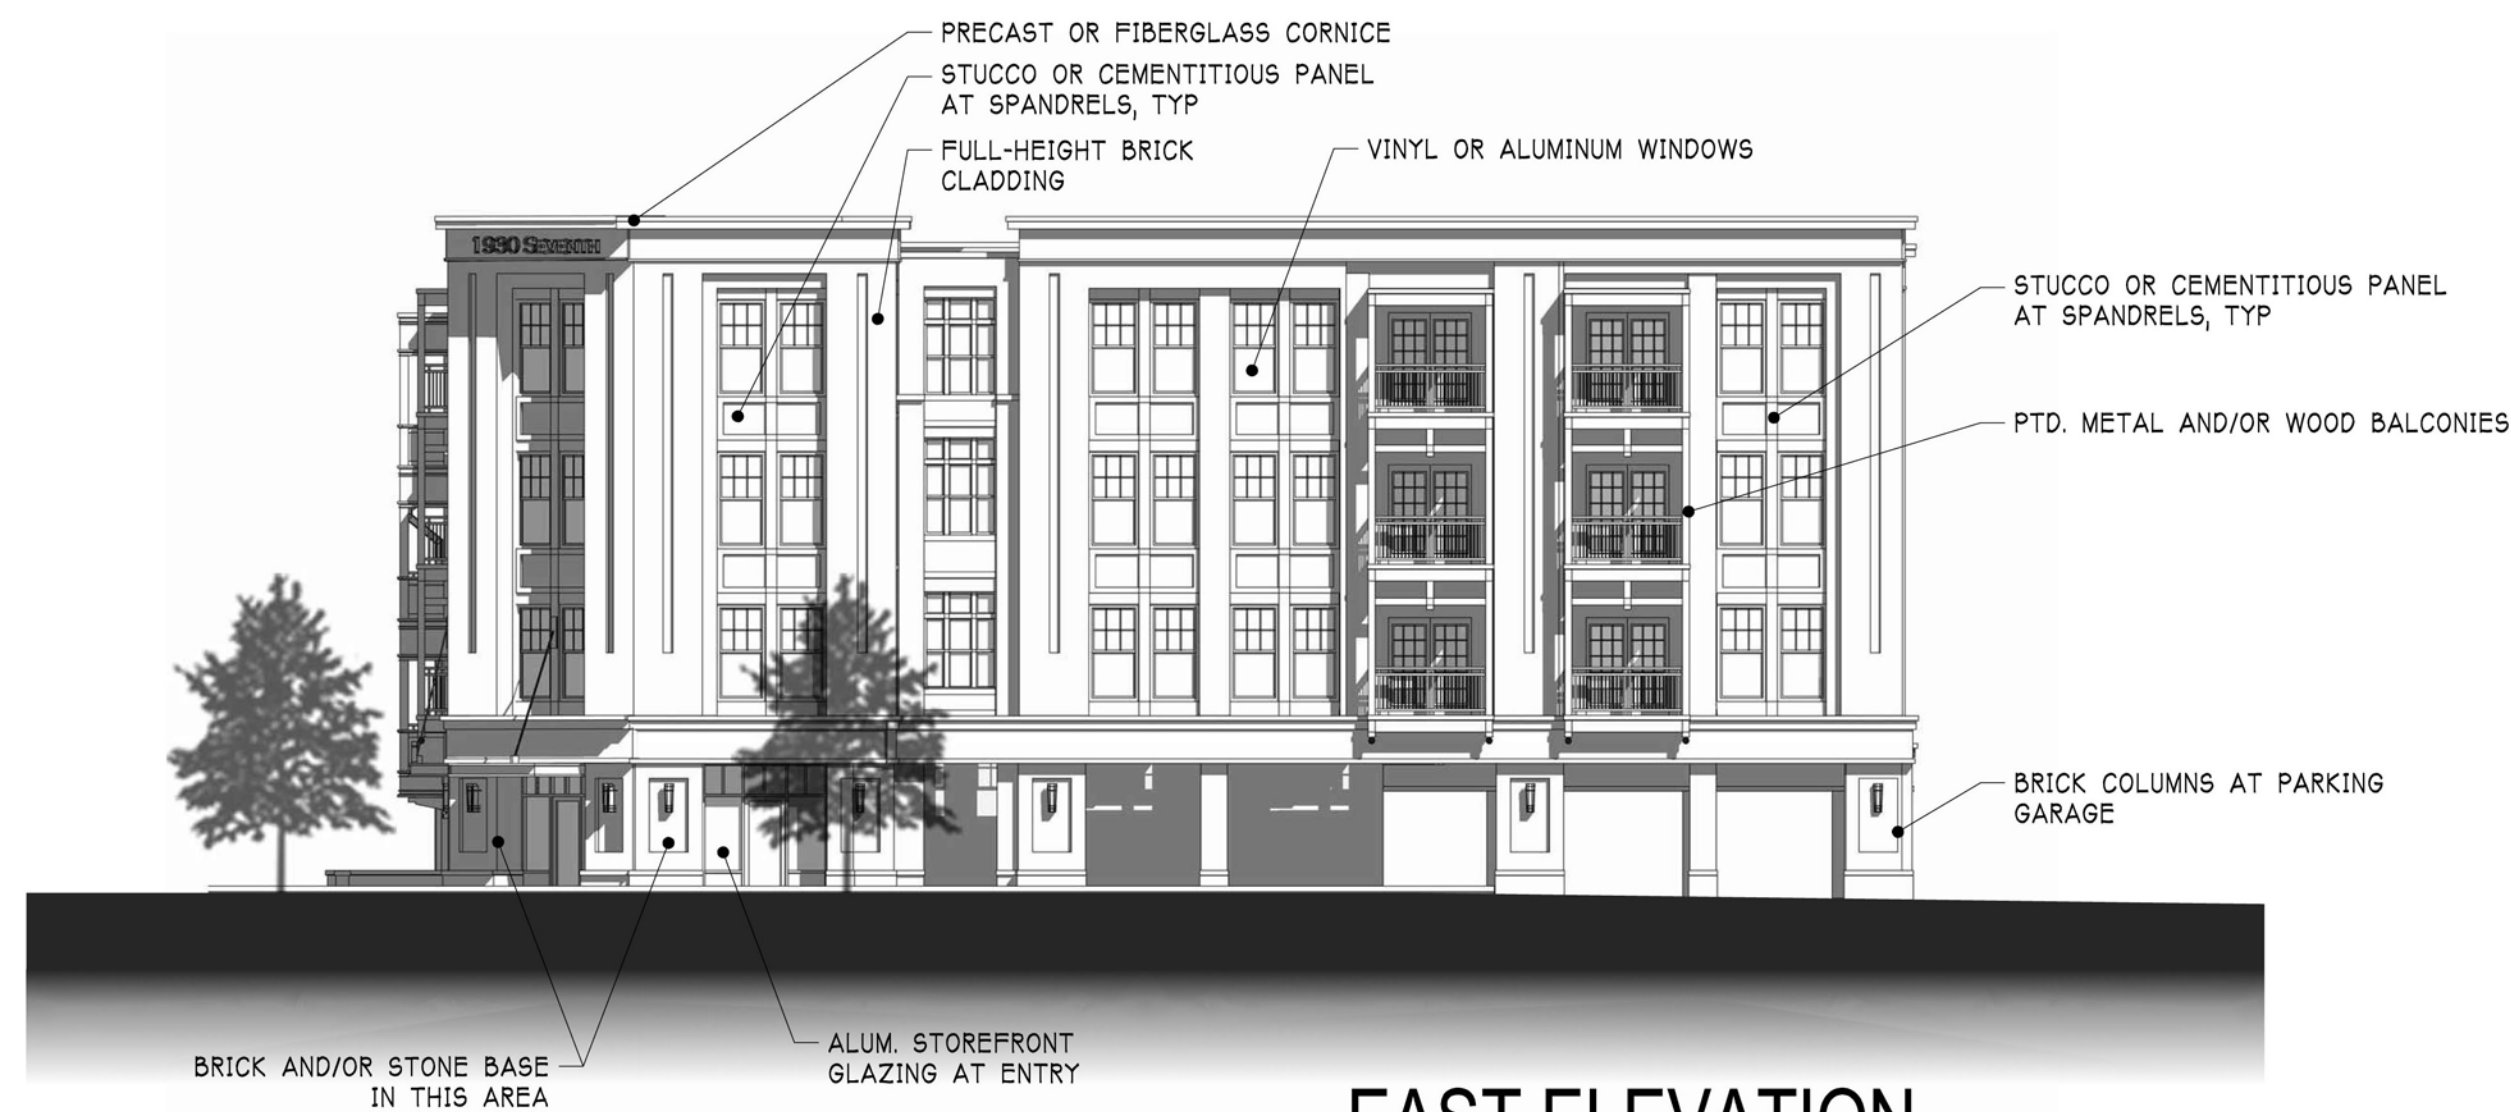 PRECAST OR FIBERGLASS CORNICE
STUCCO OR CEMENTITIOUS PANEL
AT SPANDRELS, TYP
FULL-HEIGHT BRICK
CLADDING
VINYL OR ALUMINUM WINDOWS
1930 SEVENTH
STUCCO OR CEMENTITIOUS PANEL
AT SPANDRELS, TYP
PTD. METAL AND/OR WOOD BALCONIES
BRICK COLUMNS AT PARKING
GARAGE
ALUM. STOREFRONT
GLAZING AT ENTRY
BRICK AND/OR STONE BASE
IN THIS AREA
EAST ELEVATION